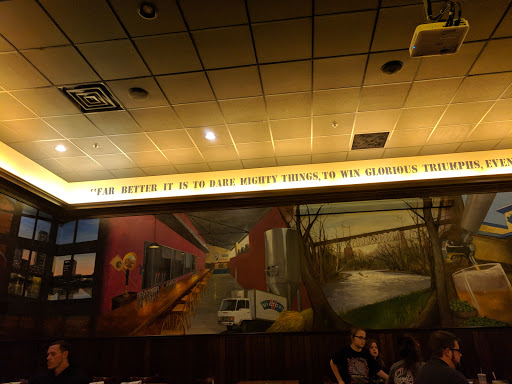 "FAR BETTER IT IS TO DARE MIGHTY THINGS, TO WIN GLORIOUS TRIUMPHS, EVEN